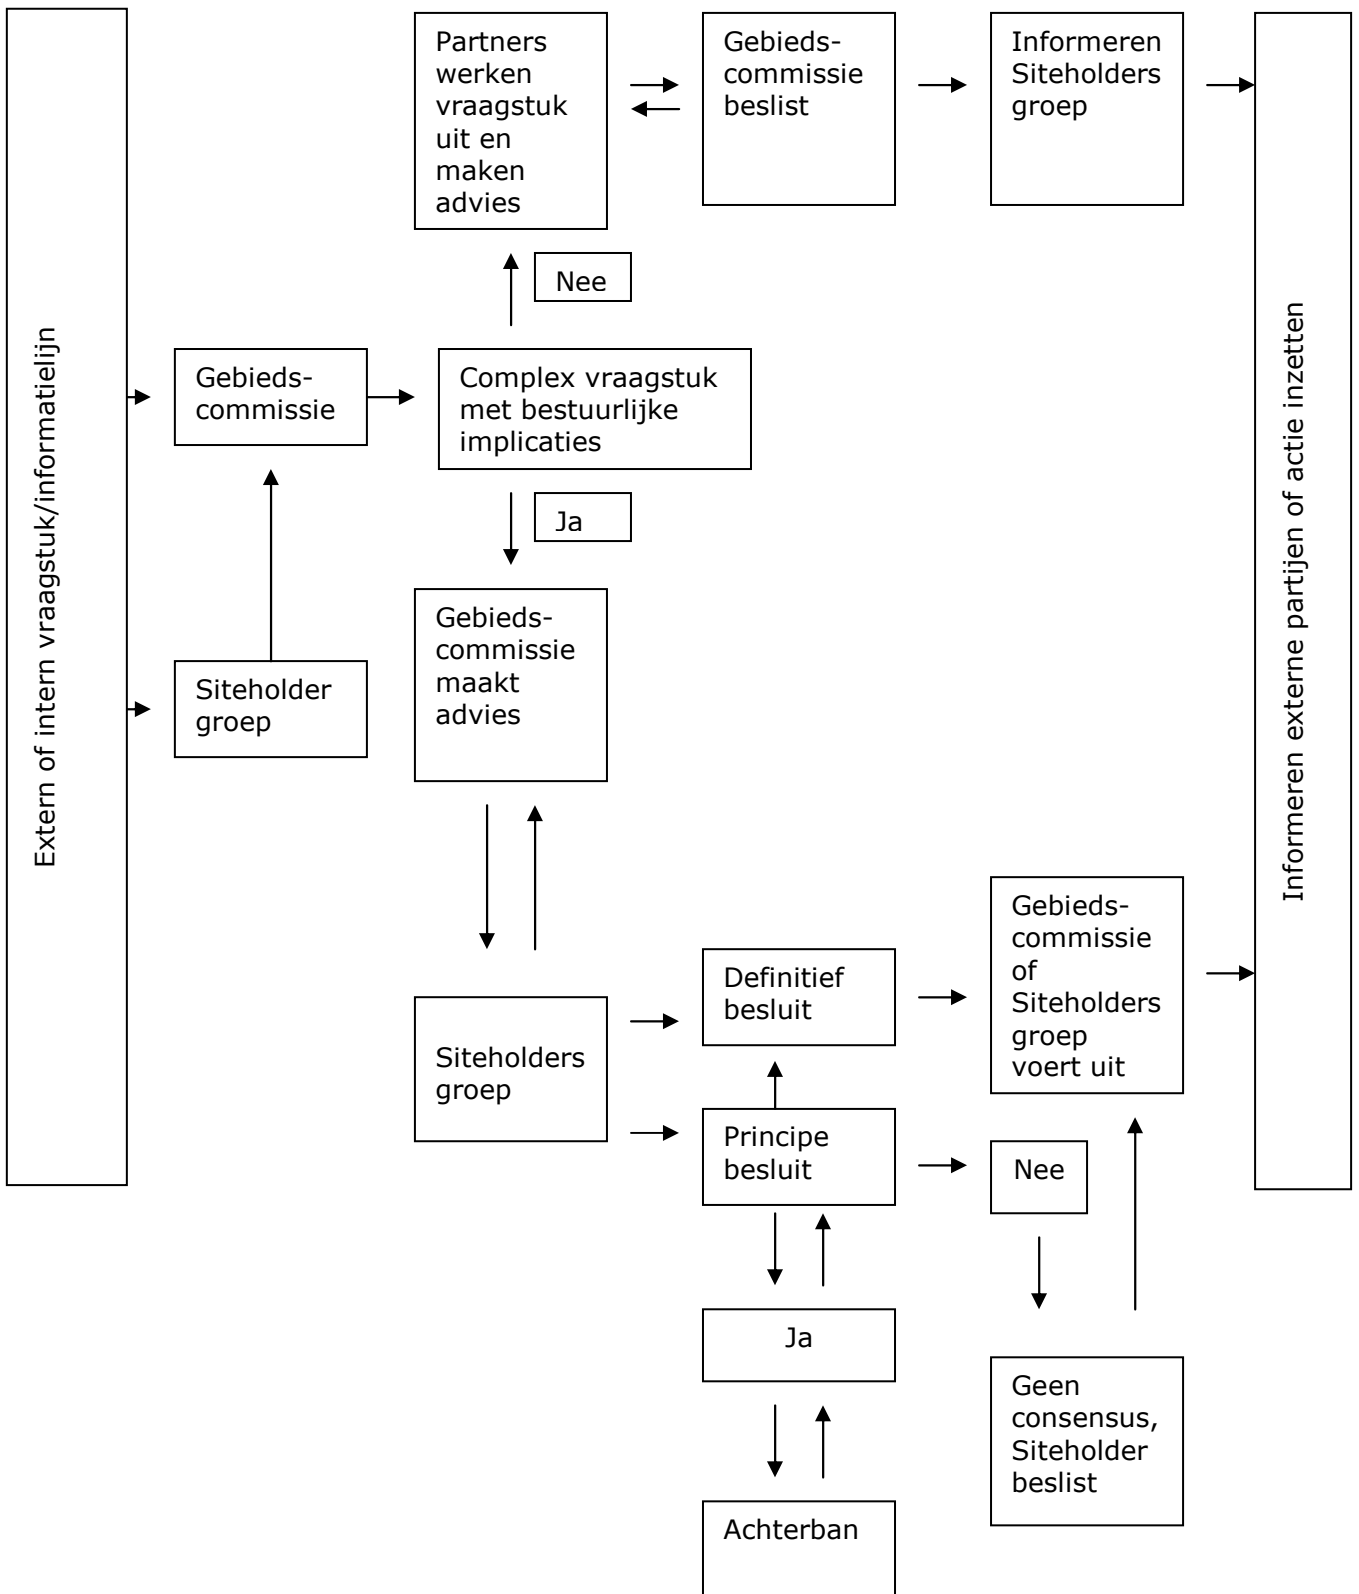 Extern of intern vraagstuk/informatielijn
Partners
werken
vraagstuk
uit en
maken
advies
Gebieds-
commissie
beslist
Informeren
Siteholders
groep
Nee
Gebieds-
commissie
Complex vraagstuk
met bestuurlijke
implicaties
Ja
Gebieds-
commissie
maakt
advies
Siteholder
groep
Siteholders
groep
Definitief
besluit
Gebieds-
commissie
of
Siteholders
groep
voert uit
Principe
besluit
Nee
Ja
Geen
consensus,
Siteholder
beslist
Achterban
Informeren externe partijen of actie inzetten